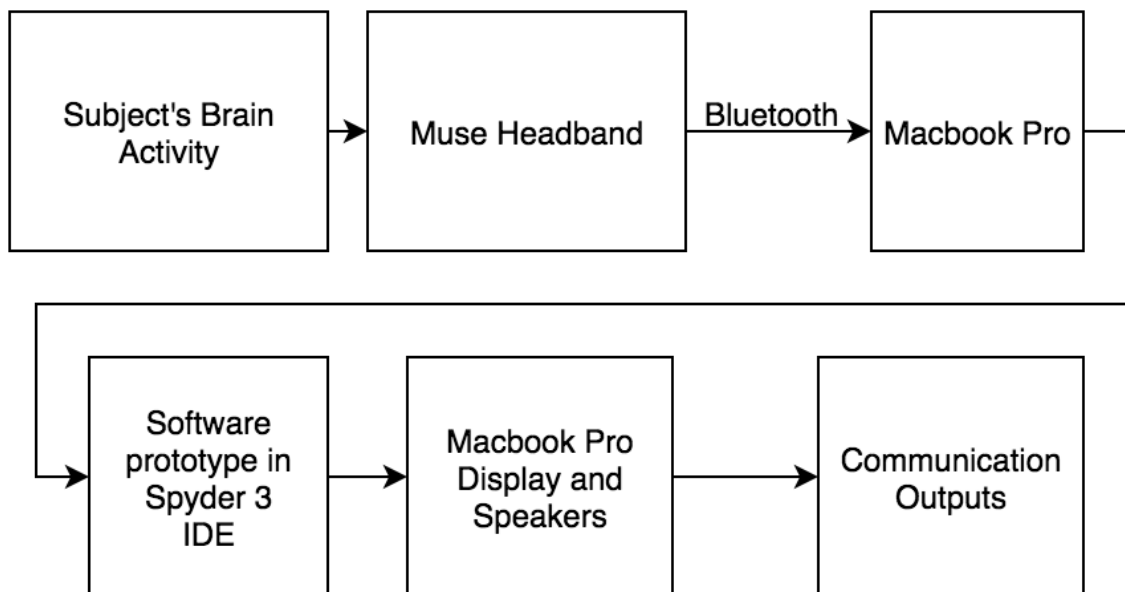 Subject's Brain
Activity
Muse Headband
Bluetooth
Macbook Pro
Software
prototype in
Spyder 3
IDE
Macbook Pro
Display and
Speakers
Communication
Outputs